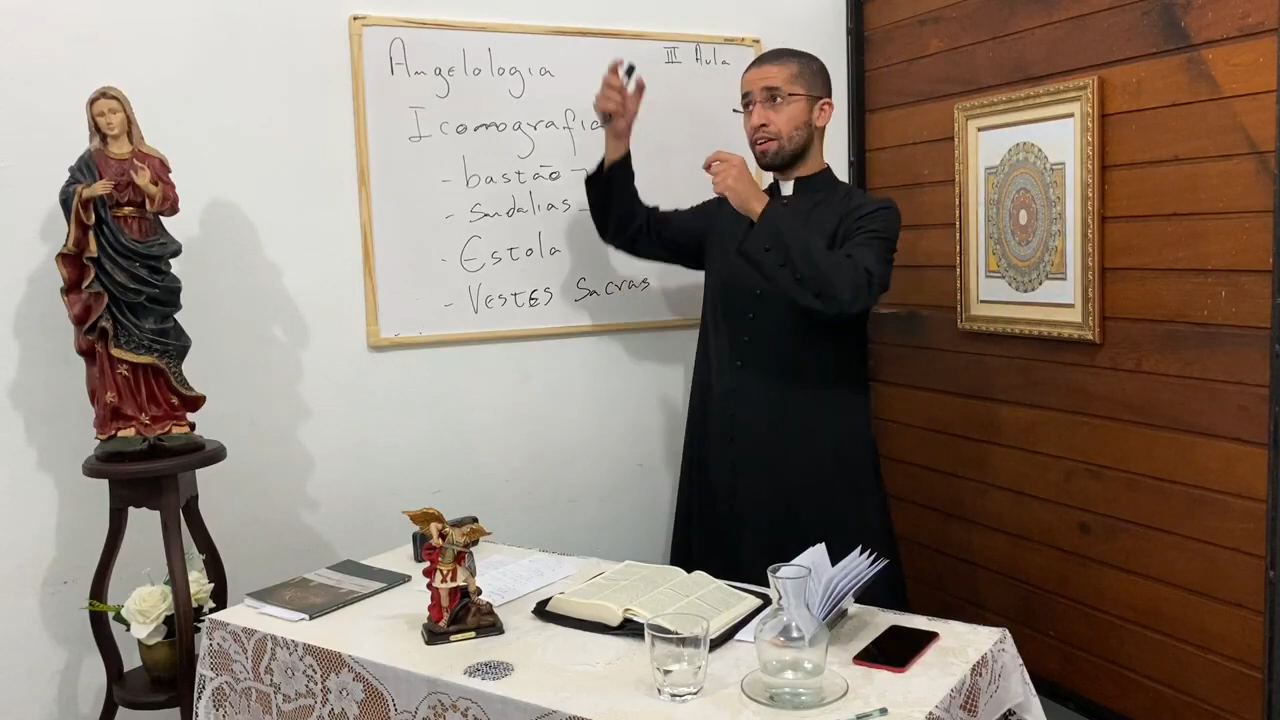 Angelologia
III Aula
Iconografia
- bastão -
- Sandalias -
- Estola
- Vestes Sacras